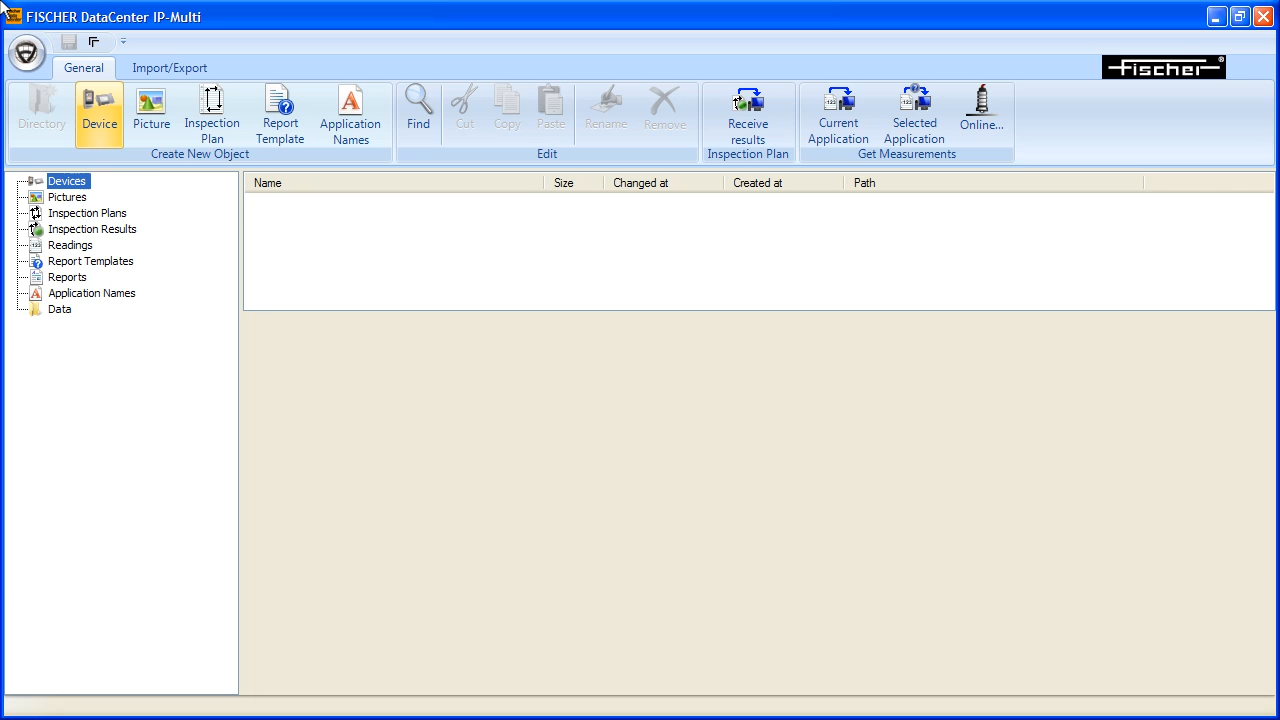 FISCHER DataCenter IP-Multi
General Import/Export
Fischer®
Directory Device Picture Inspection Plan Report Template Application Names Find Cut Copy Paste Rename Remove Receive results Current Application Selected Application Online...
Create New Object Edit Inspection Plan Get Measurements
Devices
Pictures
Inspection Plans
Inspection Results
Readings
Report Templates
Reports
Application Names
Data
Name Size Changed at Created at Path